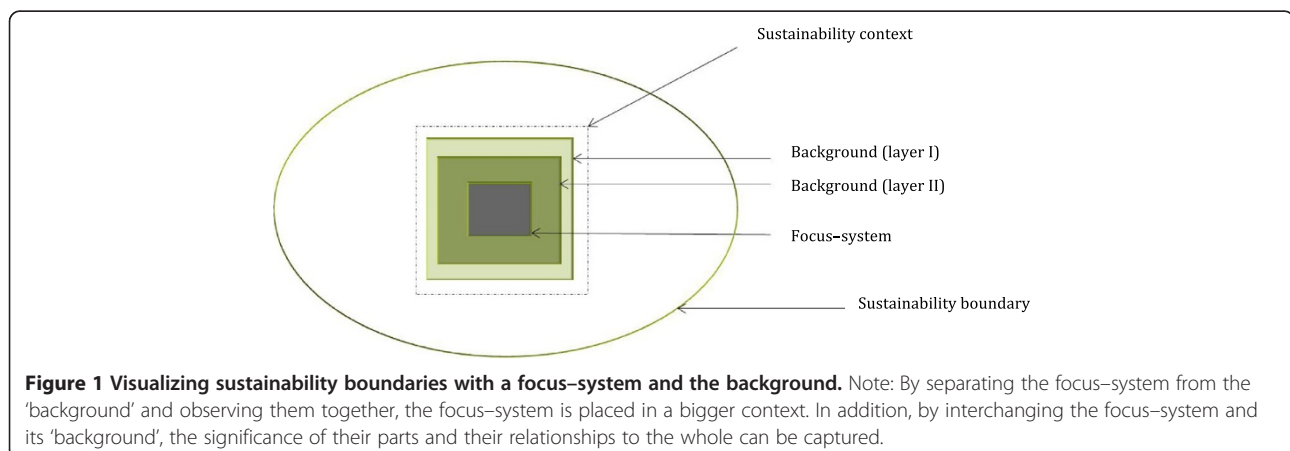 Sustainability context
Background (layer I)
Background (layer II)
Focus–system
Sustainability boundary
Figure 1 Visualizing sustainability boundaries with a focus–system and the background. Note: By separating the focus–system from the
‘background’ and observing them together, the focus–system is placed in a bigger context. In addition, by interchanging the focus–system and
its ‘background’, the significance of their parts and their relationships to the whole can be captured.